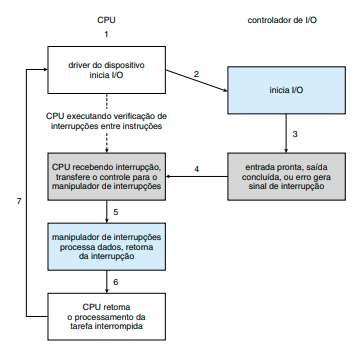 CPU
controlador de I/O
1
driver do dispositivo
inicia I/O
2
inicia I/O
CPU executando verificação de
interrupções entre instruções
3
CPU recebendo interrupção,
transfere o controle para o
manipulador de interrupções
4
entrada pronta, saída
concluída, ou erro gera
sinal de interrupção
7
5
manipulador de interrupções
processa dados, retorna
da interrupção
6
CPU retoma
o processamento da
tarefa interrompida